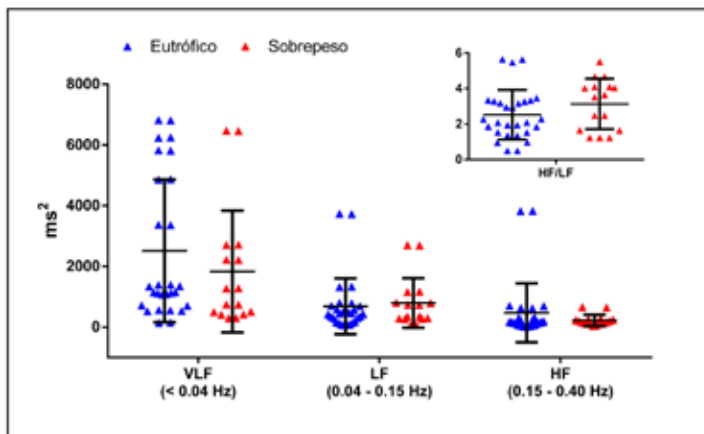 Eutrófico Sobrepeso
8000
6000
4000
2000
0
ms²
6
4
2
0
HF/LF
VLF LF HF
(< 0.04 Hz) (0.04 - 0.15 Hz) (0.15 - 0.40 Hz)